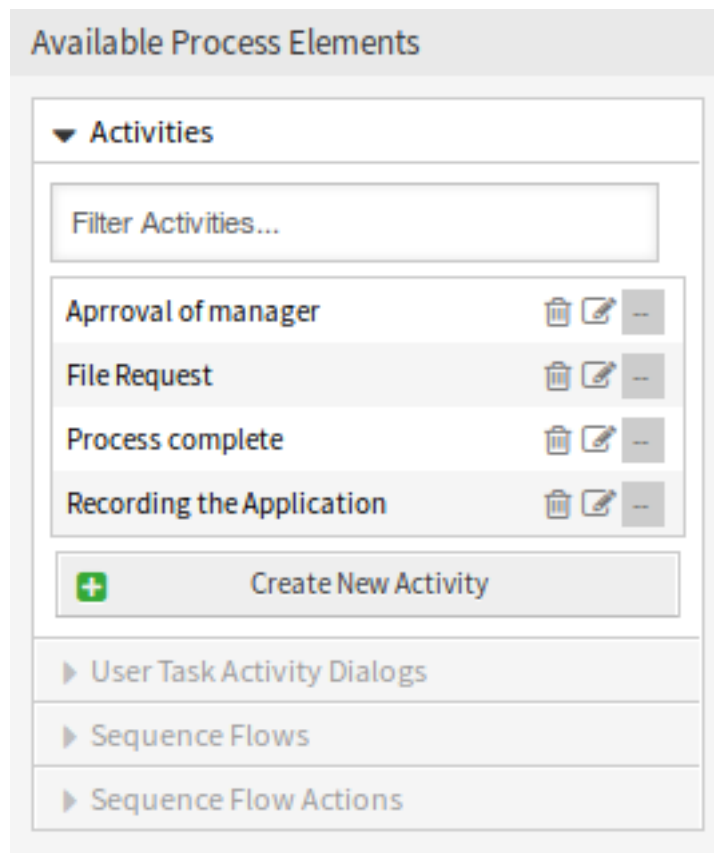 Available Process Elements
Activities
Filter Activities...
Aprroval of manager
--
File Request
--
Process complete
--
Recording the Application
--
Create New Activity
User Task Activity Dialogs
Sequence Flows
Sequence Flow Actions